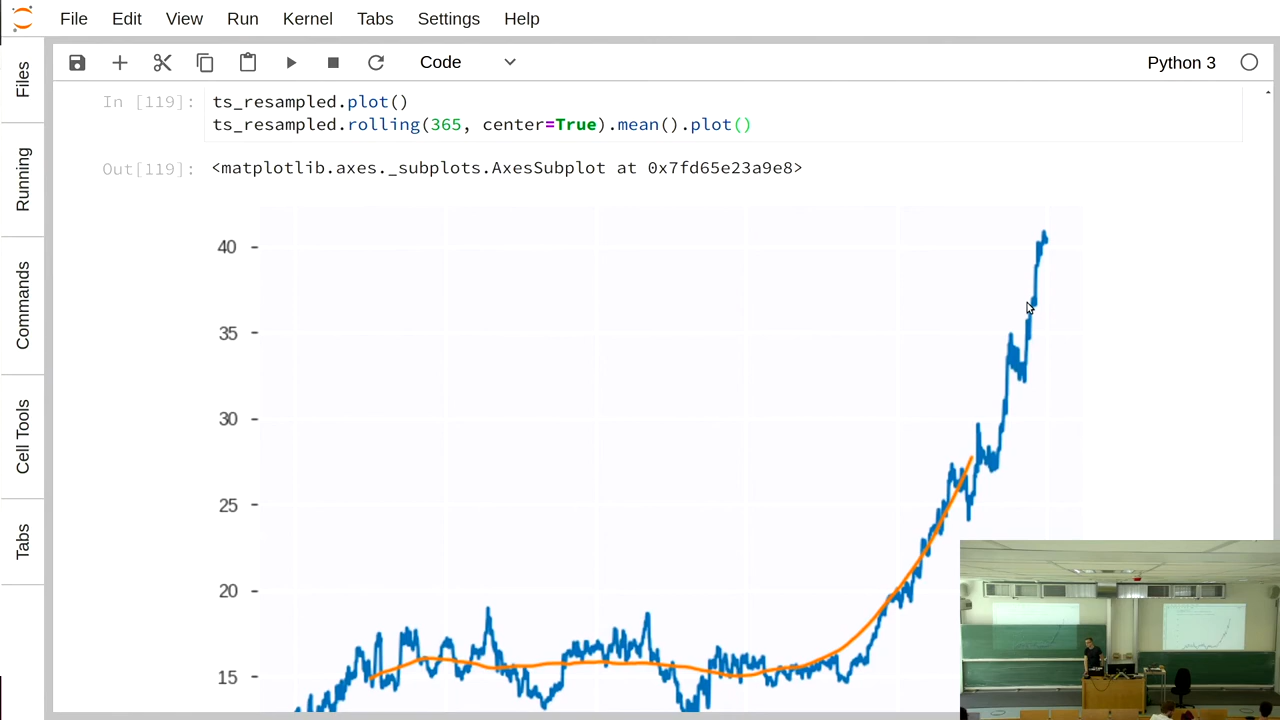 File Edit View Run Kernel Tabs Settings Help
Code
Python 3
Files
Running
Commands
Cell Tools
Tabs
In [119]:
ts_resampled.plot()
ts_resampled.rolling(365, center=True).mean().plot()
Out[119]:
<matplotlib.axes._subplots.AxesSubplot at 0x7fd65e23a9e8>
40
35
30
25
20
15